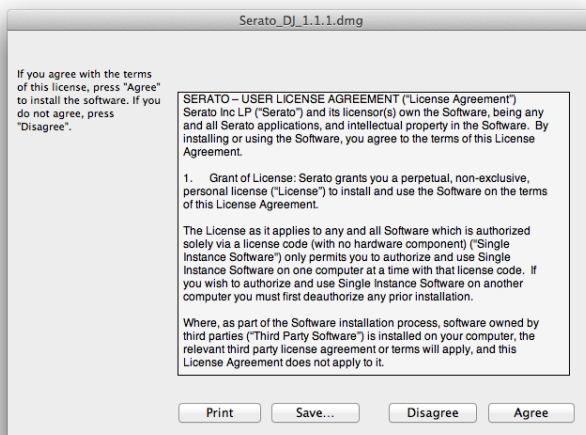 Serato_DJ_1.1.1.dmg
If you agree with the terms
of this license, press "Agree"
to install the software. If you
do not agree, press
"Disagree".
SERATO – USER LICENSE AGREEMENT (“License Agreement”)
Serato Inc LP (“Serato”) and its licensor(s) own the Software, being any
and all Serato applications, and intellectual property in the Software.  By
installing or using the Software, you agree to the terms of this License
Agreement.
1.    Grant of License: Serato grants you a perpetual, non-exclusive,
personal license (“License”) to install and use the Software on the terms
of this License Agreement.
The License as it applies to any and all Software which is authorized
solely via a license code (with no hardware component) (“Single
Instance Software”) only permits you to authorize and use Single
Instance Software on one computer at a time with that license code.  If
you wish to authorize and use Single Instance Software on another
computer you must first deauthorize any prior installation.
Where, as part of the Software installation process, software owned by
third parties (“Third Party Software”) is installed on your computer, the
relevant third party license agreement or terms will apply, and this
License Agreement does not apply to it.
Print Save... Disagree Agree